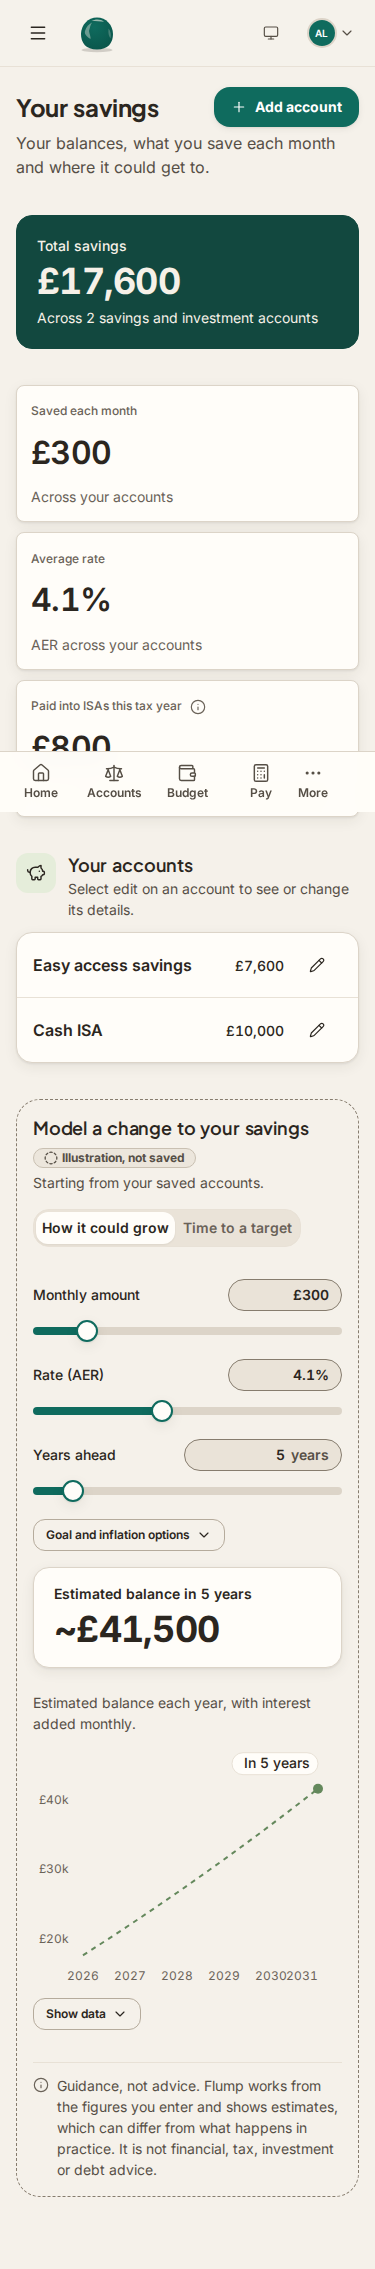 AL
Your savings
Add account
Your balances, what you save each month
and where it could get to.
Total savings
£17,600
Across 2 savings and investment accounts
Saved each month
£300
Across your accounts
Average rate
4.1%
AER across your accounts
Paid into ISAs this tax year
£800
Home
Accounts
Budget
Pay
More
Your accounts
Select edit on an account to see or change
its details.
Easy access savings £7,600
Cash ISA £10,000
Model a change to your savings
Illustration, not saved
Starting from your saved accounts.
How it could grow
Time to a target
Monthly amount £300
Rate (AER) 4.1%
Years ahead 5 years
Goal and inflation options
Estimated balance in 5 years
~£41,500
Estimated balance each year, with interest
added monthly.
In 5 years
£40k
£30k
£20k
2026 2027 2028 2029 2030 2031
Show data
Guidance, not advice. Flump works from
the figures you enter and shows estimates,
which can differ from what happens in
practice. It is not financial, tax, investment
or debt advice.